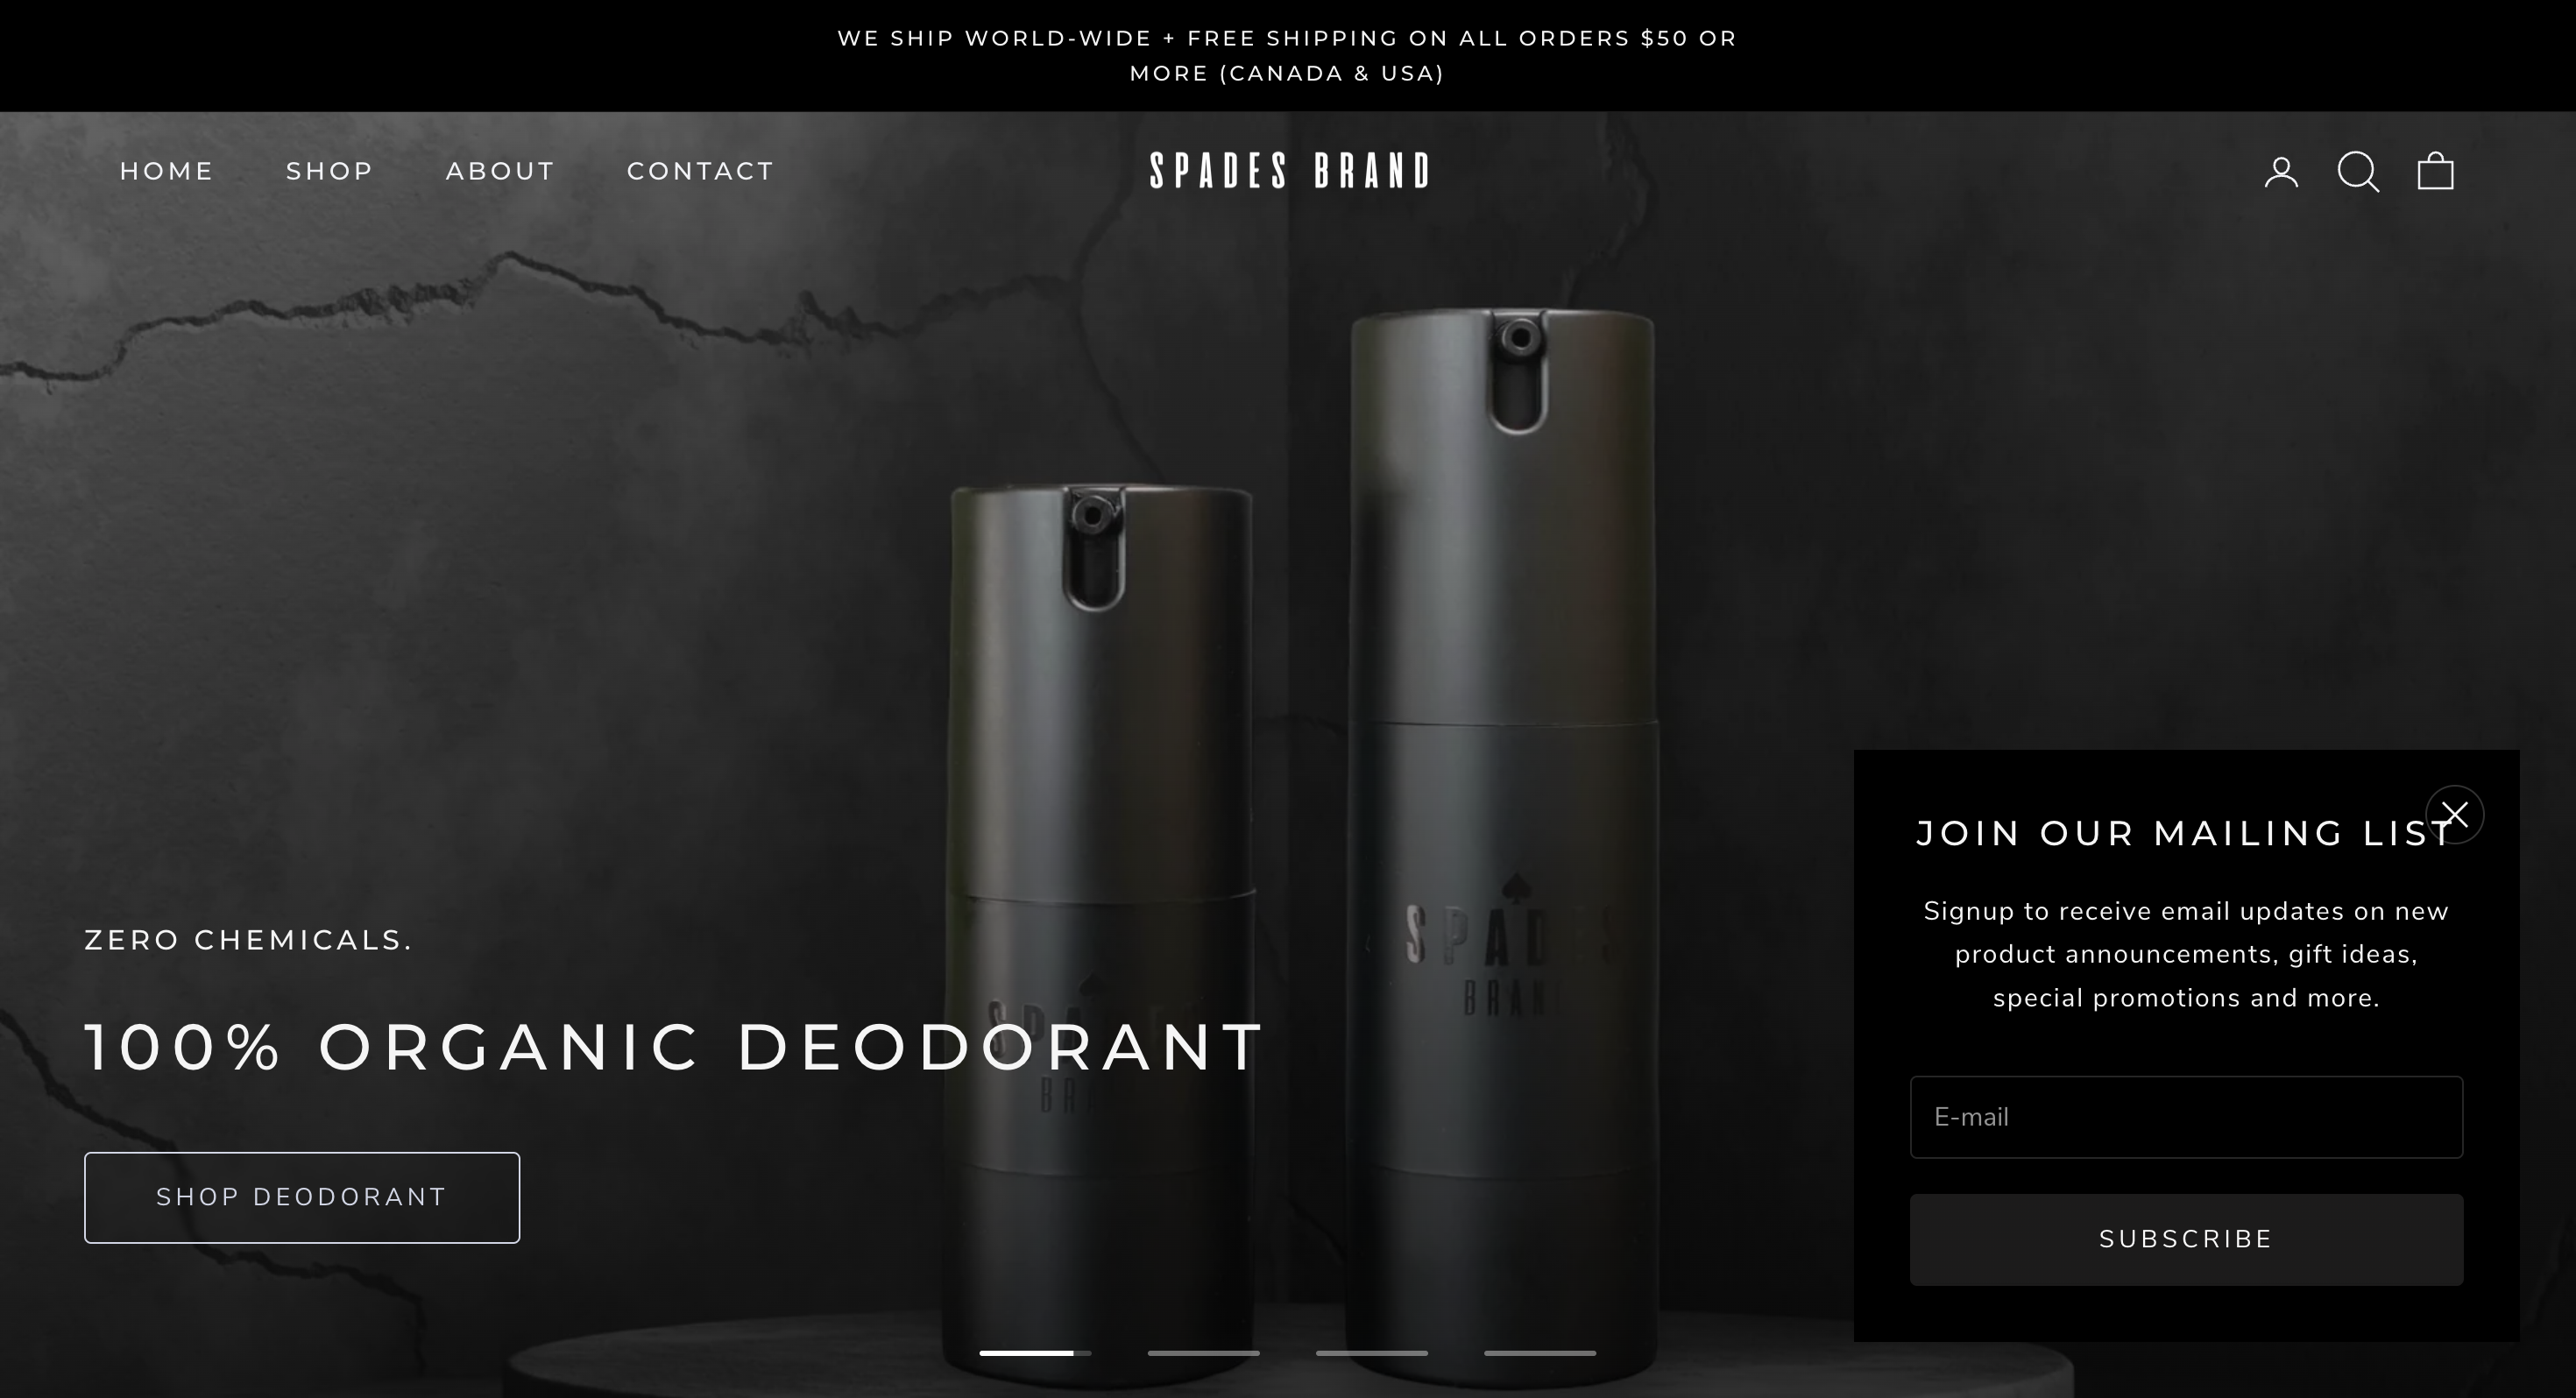 WE SHIP WORLD-WIDE + FREE SHIPPING ON ALL ORDERS $50 OR
MORE (CANADA & USA)
HOME SHOP ABOUT CONTACT
SPADES BRAND
SPADES
BRAND
ZERO CHEMICALS.
100% ORGANIC DEODORANT
SHOP DEODORANT
JOIN OUR MAILING LIST
Signup to receive email updates on new
product announcements, gift ideas,
special promotions and more.
E-mail
SUBSCRIBE